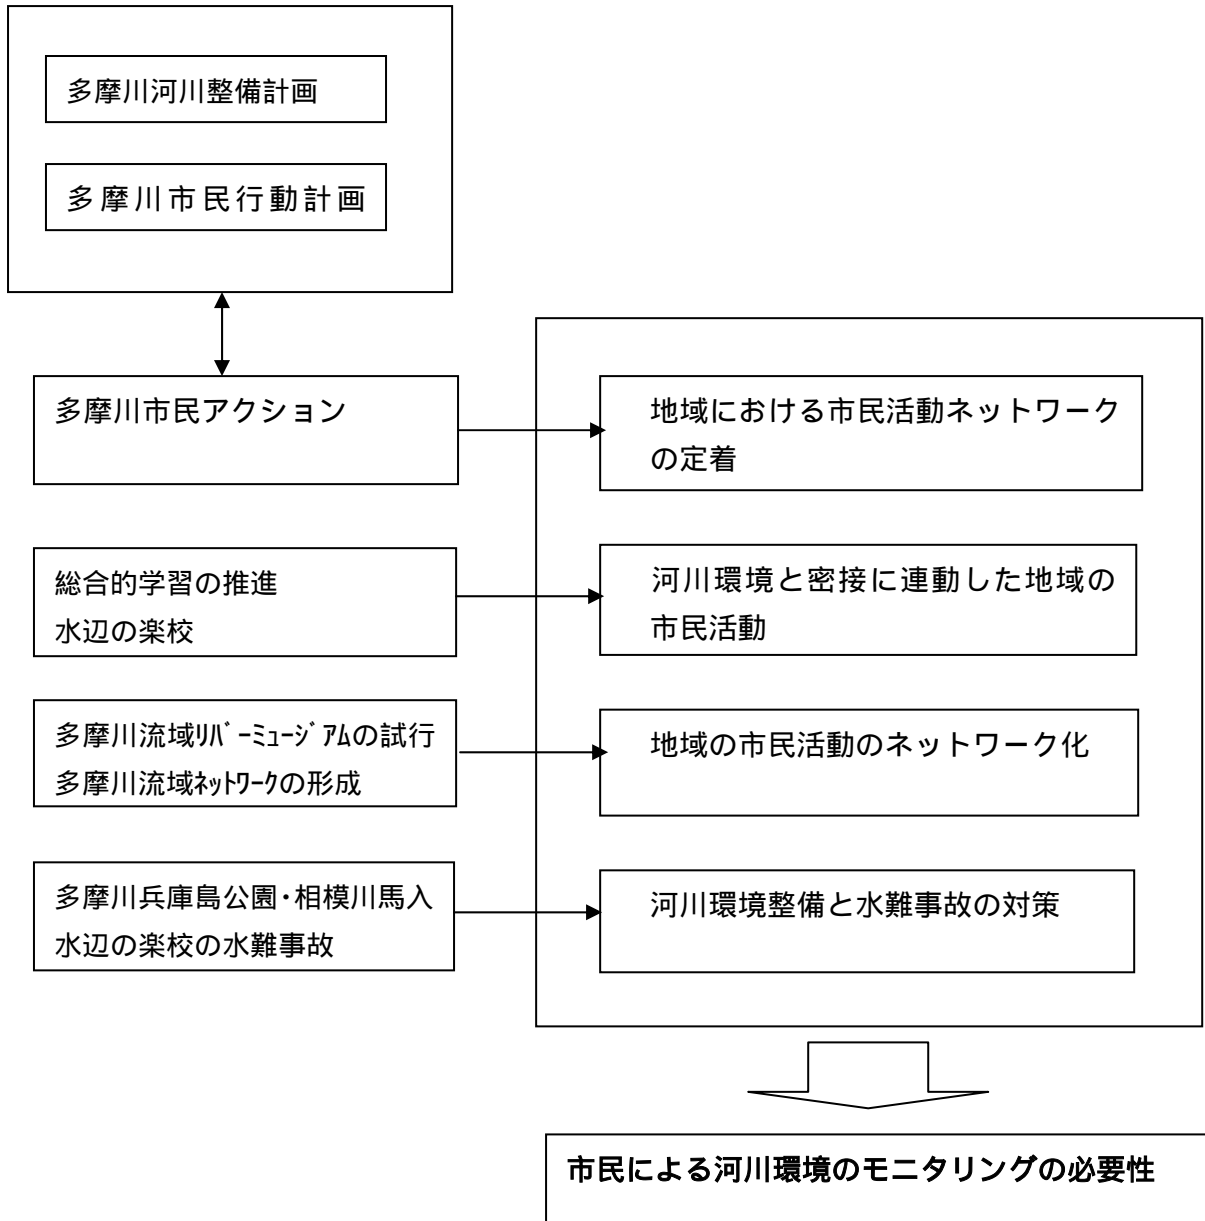 多摩川河川整備計画
多摩川市民行動計画
多摩川市民アクション
地域における市民活動ネットワーク
の定着
総合的学習の推進
水辺の楽校
河川環境と密接に連動した地域の
市民活動
多摩川流域ﾘﾊﾞｰﾐｭｰｼﾞｱﾑの試行
多摩川流域ﾈｯﾄﾜｰｸの形成
地域の市民活動のネットワーク化
多摩川兵庫島公園･相模川馬入
水辺の楽校の水難事故
河川環境整備と水難事故の対策
市民による河川環境のモニタリングの必要性